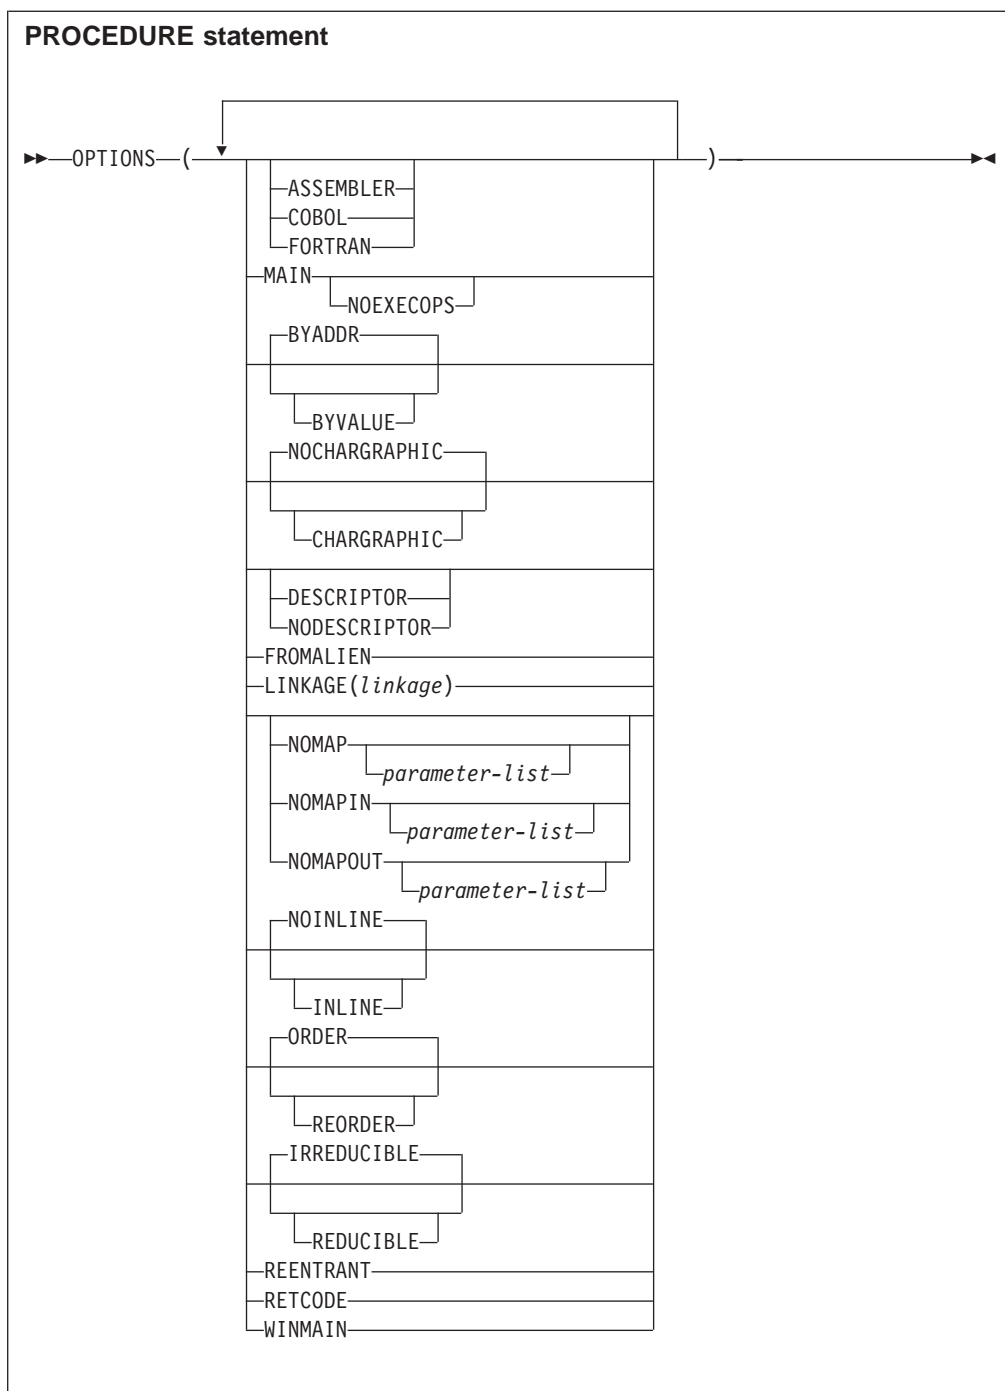 PROCEDURE statement
OPTIONS ( )
ASSEMBLER
COBOL
FORTRAN
MAIN
NOEXECOPS
BYADDR
BYVALUE
NOCHARGRAPHIC
CHARGRAPHIC
DESCRIPTOR
NODESCRIPTOR
FROMALIEN
LINKAGE(linkage)
NOMAP
parameter-list
NOMAPIN
parameter-list
NOMAPOUT
parameter-list
NOINLINE
INLINE
ORDER
REORDER
IRREDUCIBLE
REDUCIBLE
REENTRANT
RETCODE
WINMAIN